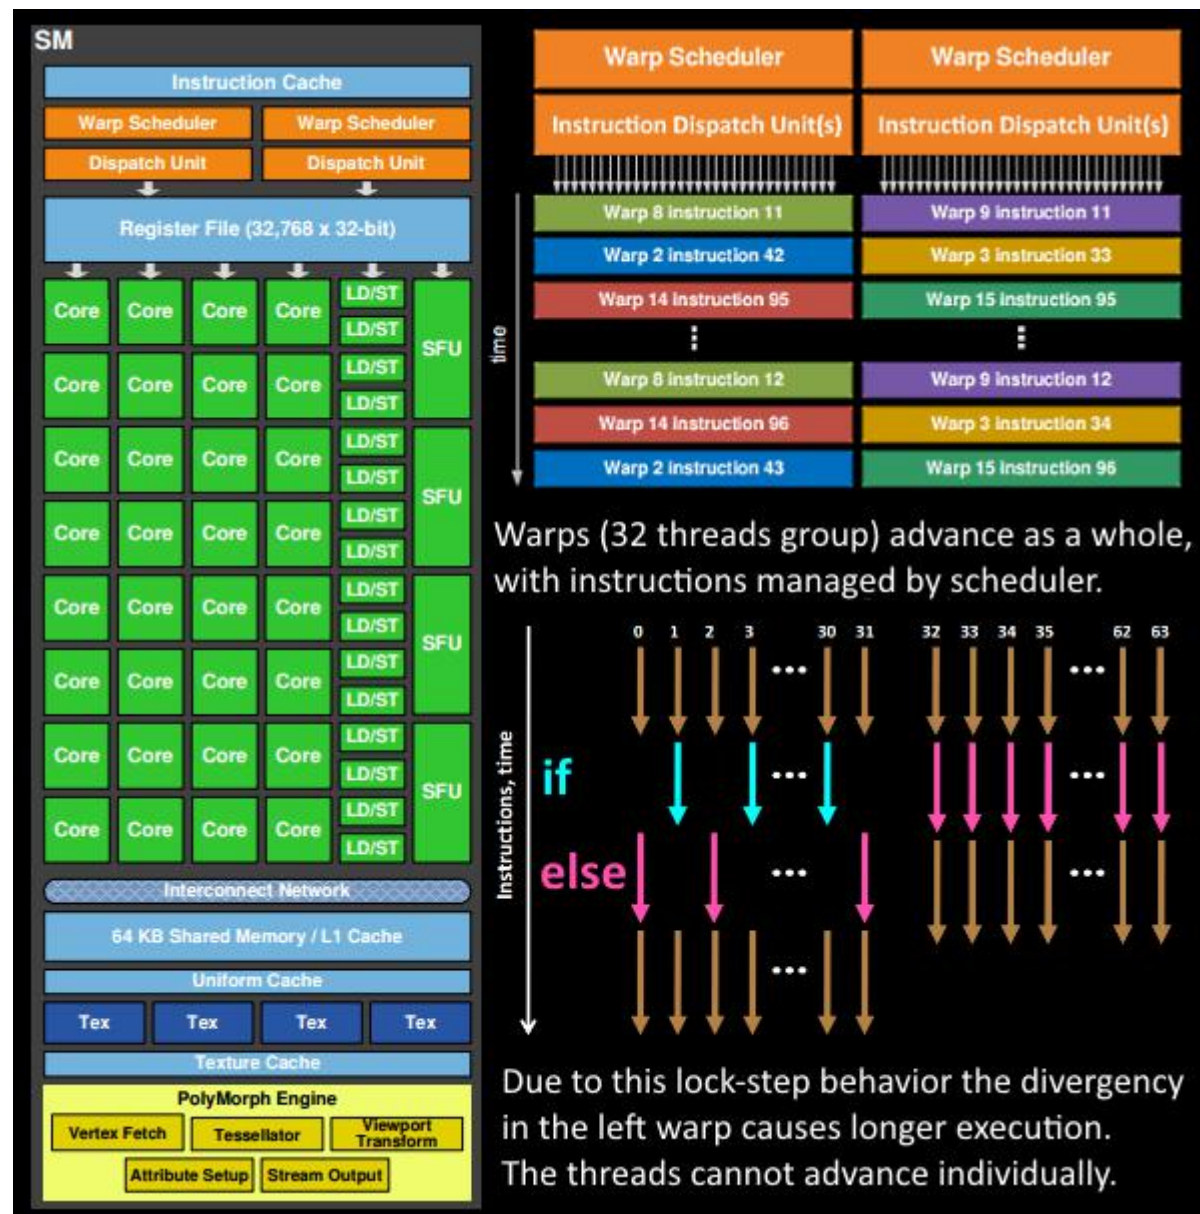 SM
Instruction Cache
Warp Scheduler Warp Scheduler
Dispatch Unit Dispatch Unit
Register File (32,768 x 32-bit)
Core Core Core Core LD/ST LD/ST SFU
Core Core Core Core LD/ST LD/ST
Core Core Core Core LD/ST LD/ST SFU
Core Core Core Core LD/ST LD/ST
Core Core Core Core LD/ST LD/ST SFU
Core Core Core Core LD/ST LD/ST
Core Core Core Core LD/ST LD/ST SFU
Core Core Core Core LD/ST LD/ST
Interconnect Network
64 KB Shared Memory / L1 Cache
Uniform Cache
Tex Tex Tex Tex
Texture Cache
PolyMorph Engine
Vertex Fetch Tessellator Viewport Transform
Attribute Setup Stream Output
Warp Scheduler Warp Scheduler
Instruction Dispatch Unit(s) Instruction Dispatch Unit(s)
time
Warp 8 instruction 11 Warp 9 instruction 11
Warp 2 instruction 42 Warp 3 instruction 33
Warp 14 instruction 95 Warp 15 instruction 95
Warp 8 instruction 12 Warp 9 instruction 12
Warp 14 instruction 96 Warp 3 instruction 34
Warp 2 instruction 43 Warp 15 instruction 96
Warps (32 threads group) advance as a whole,
with instructions managed by scheduler.
Instructions, time
0 1 2 3 ... 30 31 32 33 34 35 ... 62 63
if
else
Due to this lock-step behavior the divergency
in the left warp causes longer execution.
The threads cannot advance individually.